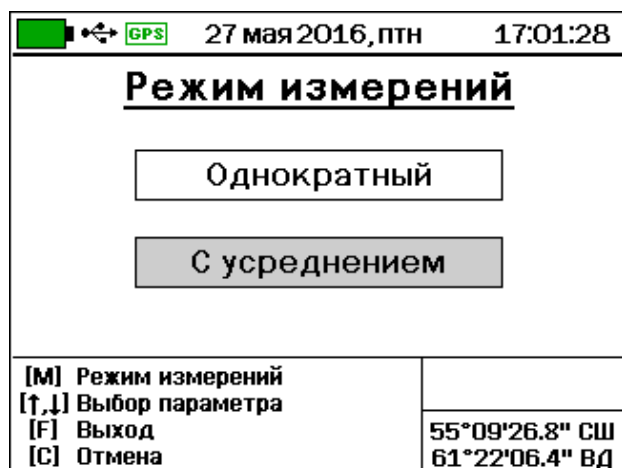 GPS 27 мая 2016, птн 17:01:28
Режим измерений
Однократный
С усреднением
[M] Режим измерений
[↑,↓] Выбор параметра
[F] Выход
[C] Отмена
55°09'26.8" СШ
61°22'06.4" ВД